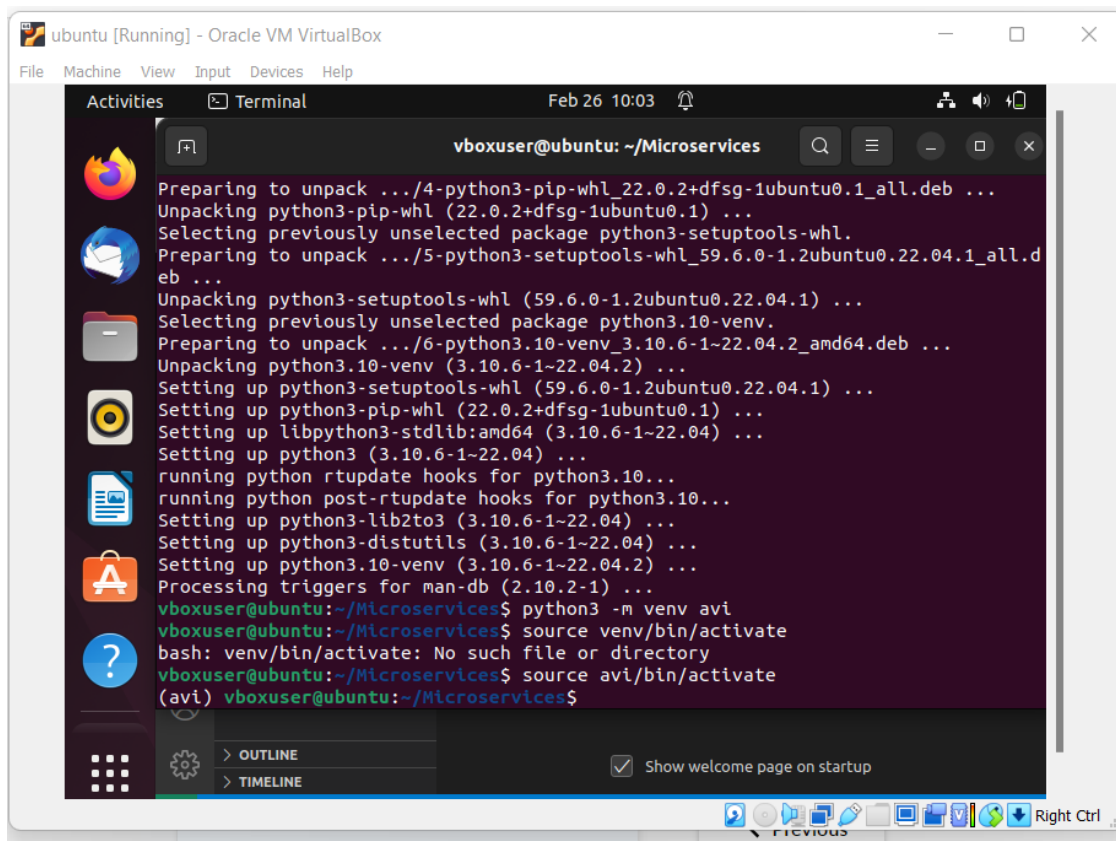 ubuntu [Running] - Oracle VM VirtualBox
File Machine View Input Devices Help
Activities Terminal Feb 26 10:03
vboxuser@ubuntu: ~/Microservices
Preparing to unpack .../4-python3-pip-whl_22.0.2+dfsg-1ubuntu0.1_all.deb ...
Unpacking python3-pip-whl (22.0.2+dfsg-1ubuntu0.1) ...
Selecting previously unselected package python3-setuptools-whl.
Preparing to unpack .../5-python3-setuptools-whl_59.6.0-1.2ubuntu0.22.04.1_all.d
eb ...
Unpacking python3-setuptools-whl (59.6.0-1.2ubuntu0.22.04.1) ...
Selecting previously unselected package python3.10-venv.
Preparing to unpack .../6-python3.10-venv_3.10.6-1~22.04.2_amd64.deb ...
Unpacking python3.10-venv (3.10.6-1~22.04.2) ...
Setting up python3-setuptools-whl (59.6.0-1.2ubuntu0.22.04.1) ...
Setting up python3-pip-whl (22.0.2+dfsg-1ubuntu0.1) ...
Setting up libpython3-stdlib:amd64 (3.10.6-1~22.04) ...
Setting up python3 (3.10.6-1~22.04) ...
running python rtupdate hooks for python3.10...
running python post-rtupdate hooks for python3.10...
Setting up python3-lib2to3 (3.10.6-1~22.04) ...
Setting up python3-distutils (3.10.6-1~22.04) ...
Setting up python3.10-venv (3.10.6-1~22.04.2) ...
Processing triggers for man-db (2.10.2-1) ...
vboxuser@ubuntu:~/Microservices$ python3 -m venv avi
vboxuser@ubuntu:~/Microservices$ source venv/bin/activate
bash: venv/bin/activate: No such file or directory
vboxuser@ubuntu:~/Microservices$ source avi/bin/activate
(avi) vboxuser@ubuntu:~/Microservices$
> OUTLINE
Show welcome page on startup
> TIMELINE
Right Ctrl
Previous